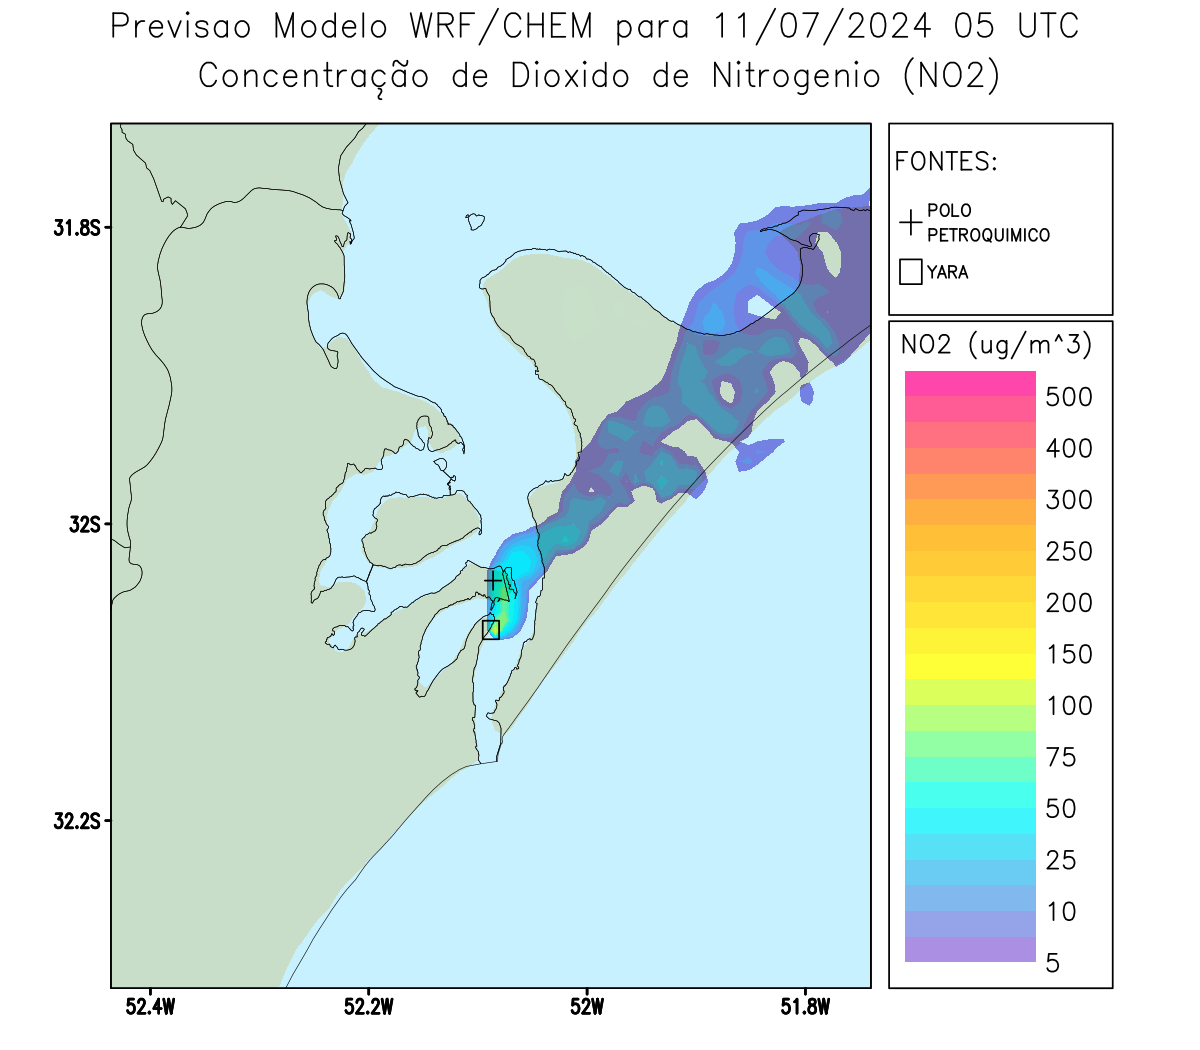 Previsao Modelo WRF/CHEM para 11/07/2024 05 UTC
Concentração de Dioxido de Nitrogenio (NO2)
FONTES:
POLO
PETROQUIMICO
YARA
NO2 (ug/m^3)
500
400
300
250
200
150
100
75
50
25
10
5
31.8S
32S
32.2S
52.4W
52.2W
52W
51.8W